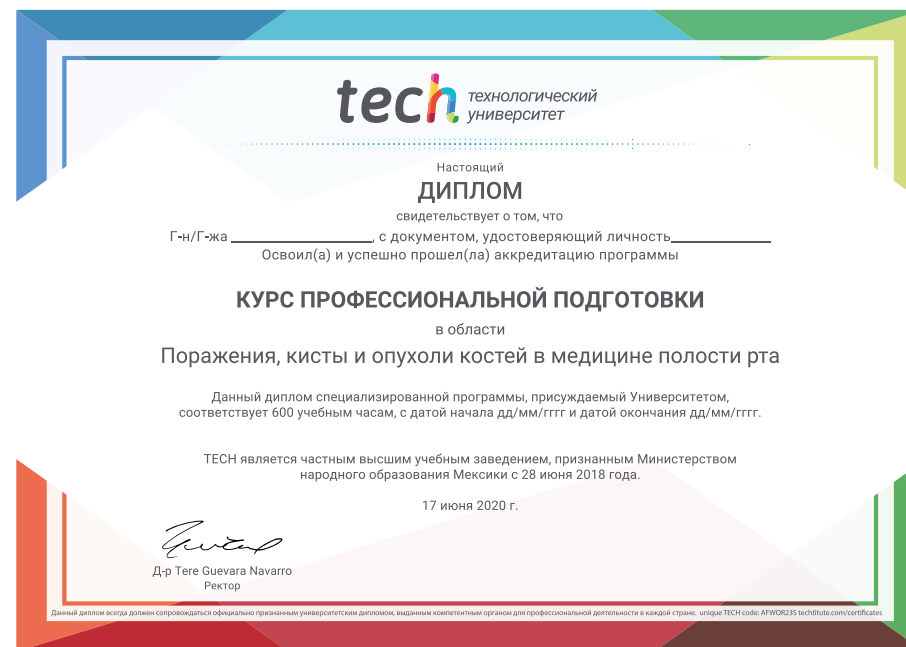 tech технологический
университет
Настоящий
ДИПЛОМ
свидетельствует о том, что
Г-н/Г-жа , с документом, удостоверяющий личность
Освоил(а) и успешно прошел(ла) аккредитацию программы
КУРС ПРОФЕССИОНАЛЬНОЙ ПОДГОТОВКИ
в области
Поражения, кисты и опухоли костей в медицине полости рта
Данный диплом специализированной программы, присуждаемый Университетом,
соответствует 600 учебным часам, с датой начала дд/мм/гггг и датой окончания дд/мм/гггг.
TECH является частным высшим учебным заведением, признанным Министерством
народного образования Мексики с 28 июня 2018 года.
17 июня 2020 г.
Д-р Tere Guevara Navarro
Ректор
Данный диплом всегда должен сопровождаться официально признанным университетским дипломом, выданным компетентным органом для профессиональной деятельности в каждой стране. unique TECH code: AFWOR23S techtitute.com/certificates